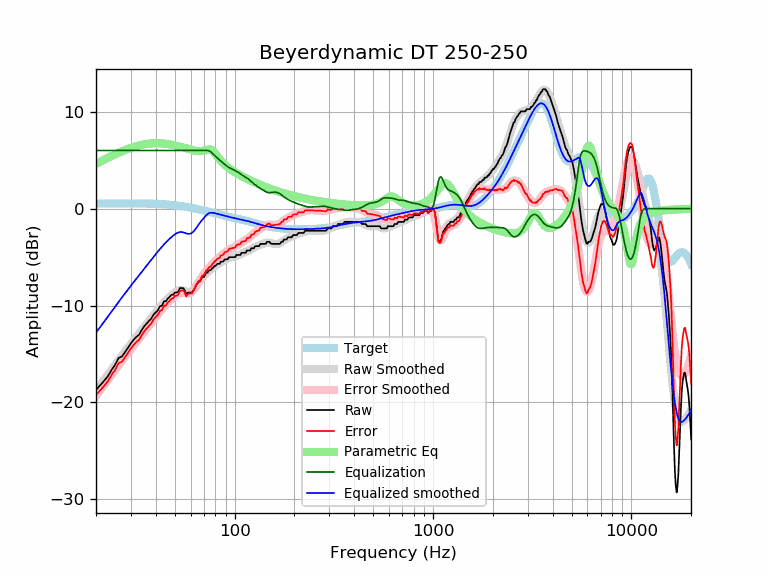 Beyerdynamic DT 250-250
Amplitude (dBr)
10
0
−10
−20
−30
Target
Raw Smoothed
Error Smoothed
Raw
Error
Parametric Eq
Equalization
Equalized smoothed
100 1000 10000
Frequency (Hz)